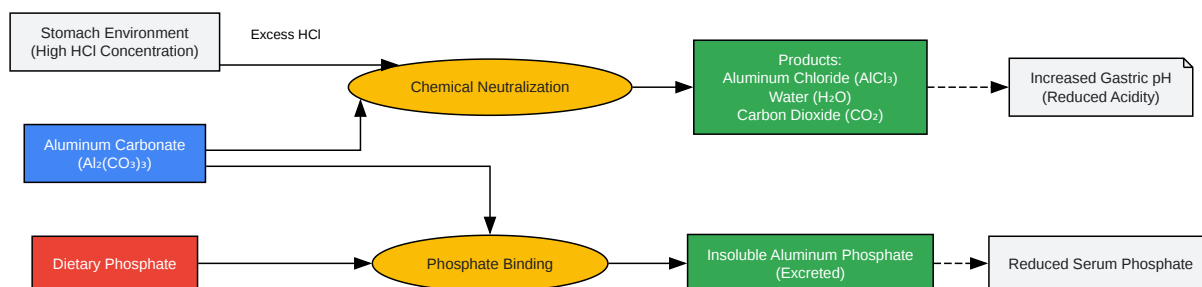 Stomach Environment
(High HCl Concentration)
Excess HCl
Chemical Neutralization
Products:
Aluminum Chloride (AlCl₃)
Water (H₂O)
Carbon Dioxide (CO₂)
Increased Gastric pH
(Reduced Acidity)
Aluminum Carbonate
(Al₂(CO₃)₃)
Dietary Phosphate
Phosphate Binding
Insoluble Aluminum Phosphate
(Excreted)
Reduced Serum Phosphate